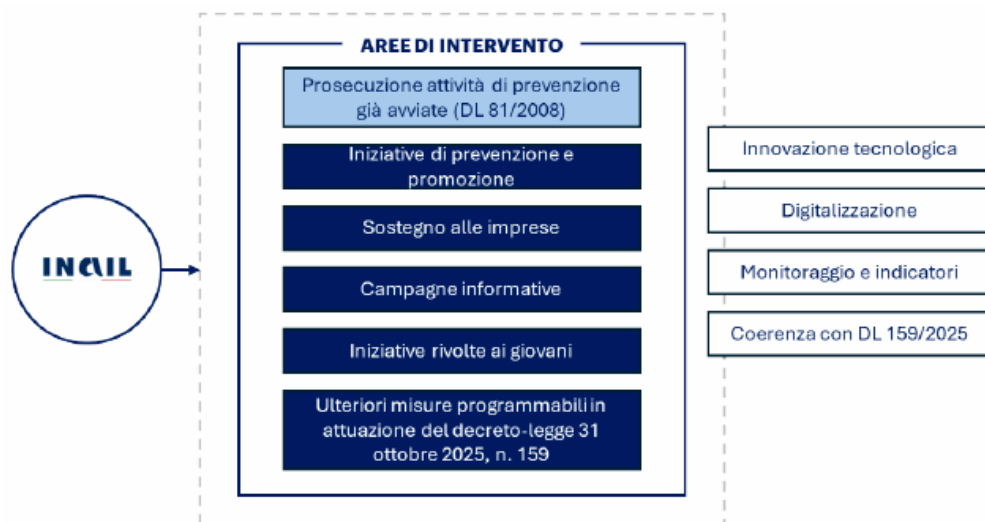 AREE DI INTERVENTO
Prosecuzione attività di prevenzione
già avviate (DL 81/2008)
Iniziative di prevenzione e
promozione
Sostegno alle imprese
Campagne informative
Iniziative rivolte ai giovani
Ulteriori misure programmabili in
attuazione del decreto-legge 31
ottobre 2025, n. 159
INAIL
Innovazione tecnologica
Digitalizzazione
Monitoraggio e indicatori
Coerenza con DL 159/2025